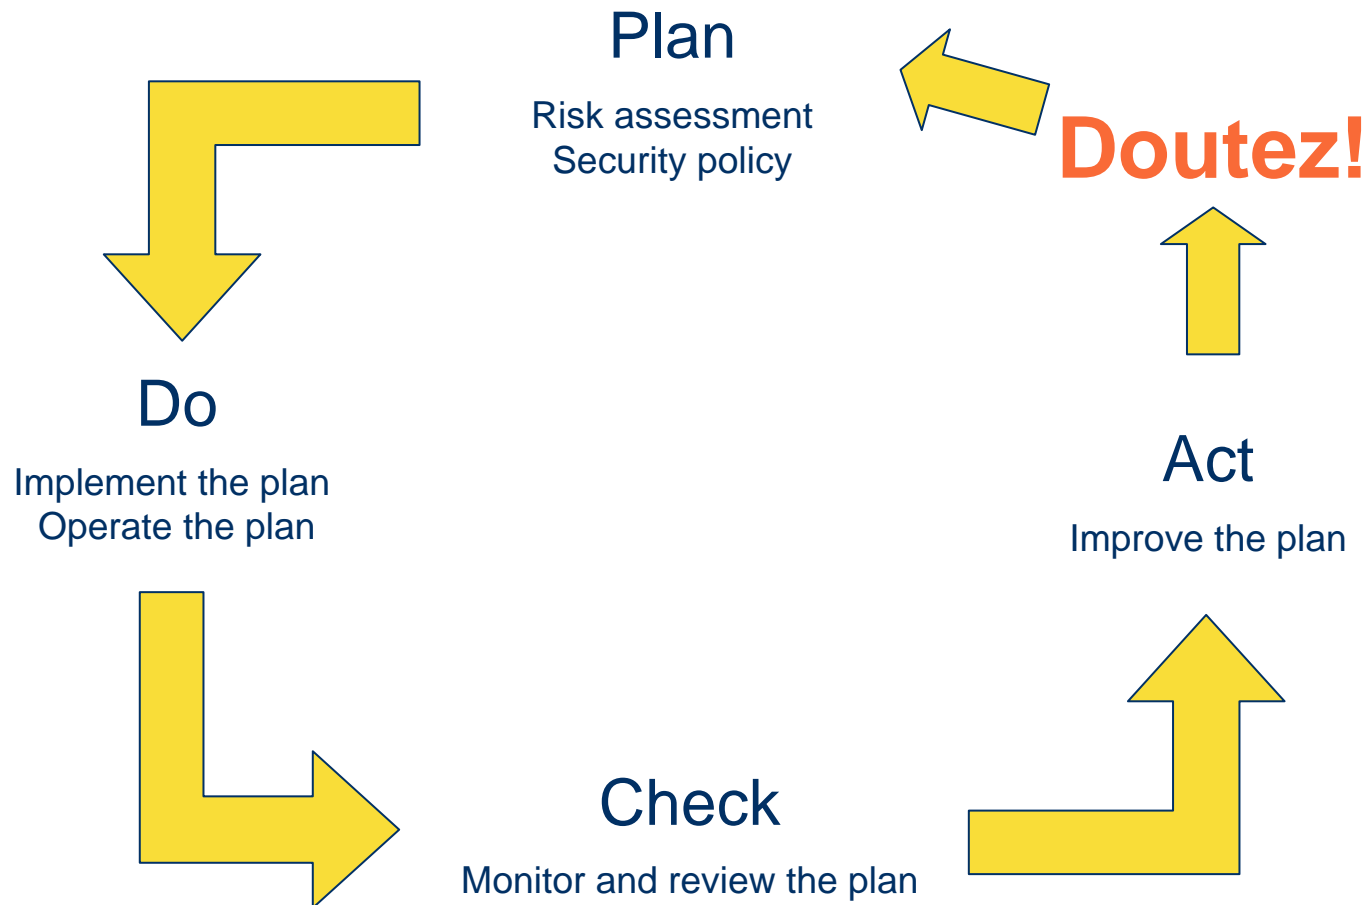 Plan
Risk assessment
Security policy
Doutez!
Do
Implement the plan
Operate the plan
Act
Improve the plan
Check
Monitor and review the plan